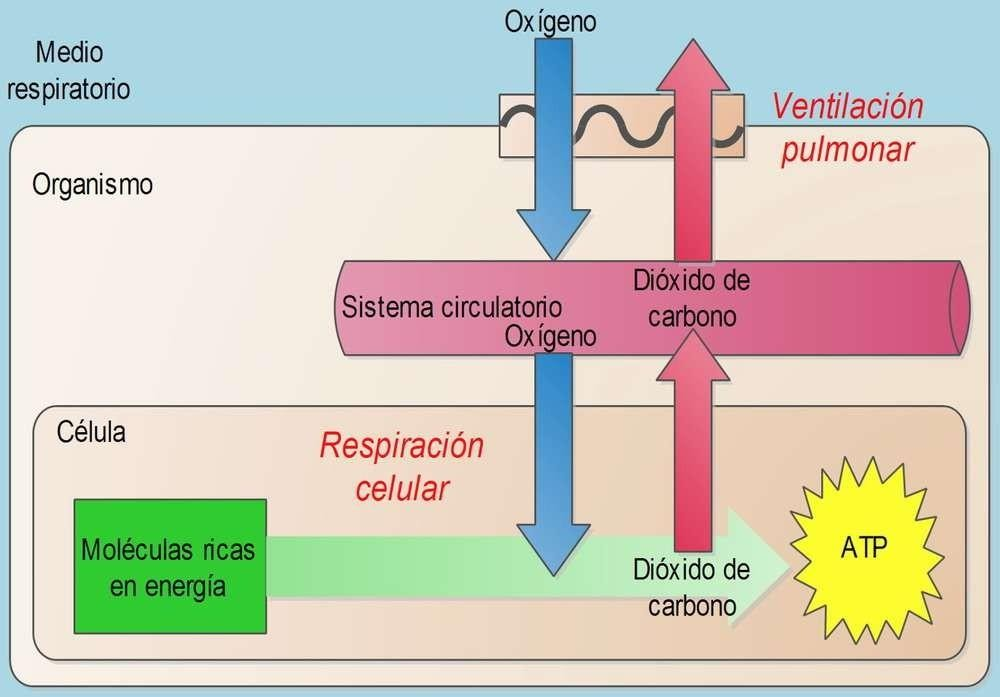 Oxígeno
Medio
respiratorio
Ventilación
pulmonar
Organismo
Dióxido de
carbono
Sistema circulatorio
Oxígeno
Célula
Respiración
celular
Moléculas ricas
en energía
Dióxido de
carbono
ATP